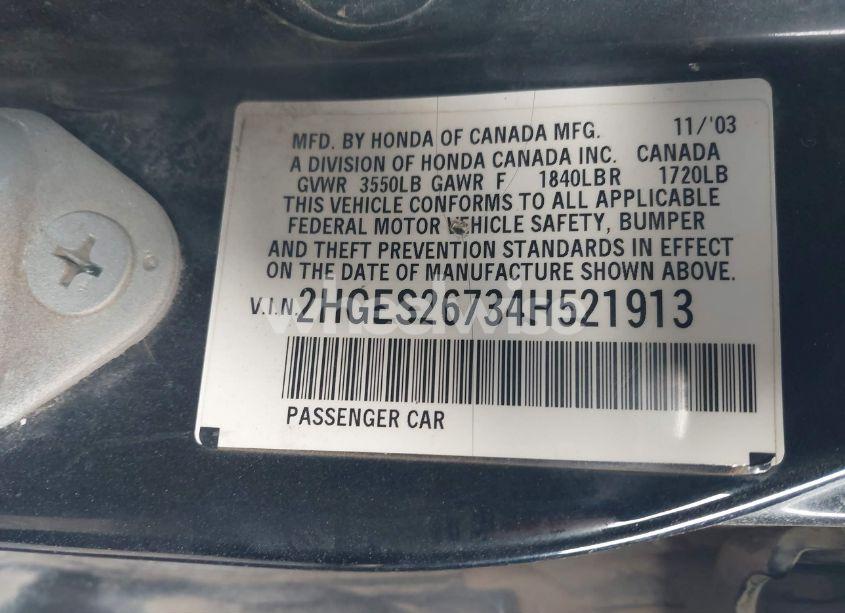 MFD. BY HONDA OF CANADA MFG. 11/'03
A DIVISION OF HONDA CANADA INC. CANADA
GVWR 3550LB GAWR F 1840LBR 1720LB
THIS VEHICLE CONFORMS TO ALL APPLICABLE
FEDERAL MOTOR VEHICLE SAFETY, BUMPER
AND THEFT PREVENTION STANDARDS IN EFFECT
ON THE DATE OF MANUFACTURE SHOWN ABOVE.
V.I.N. 2HGES26734H521913
PASSENGER CAR